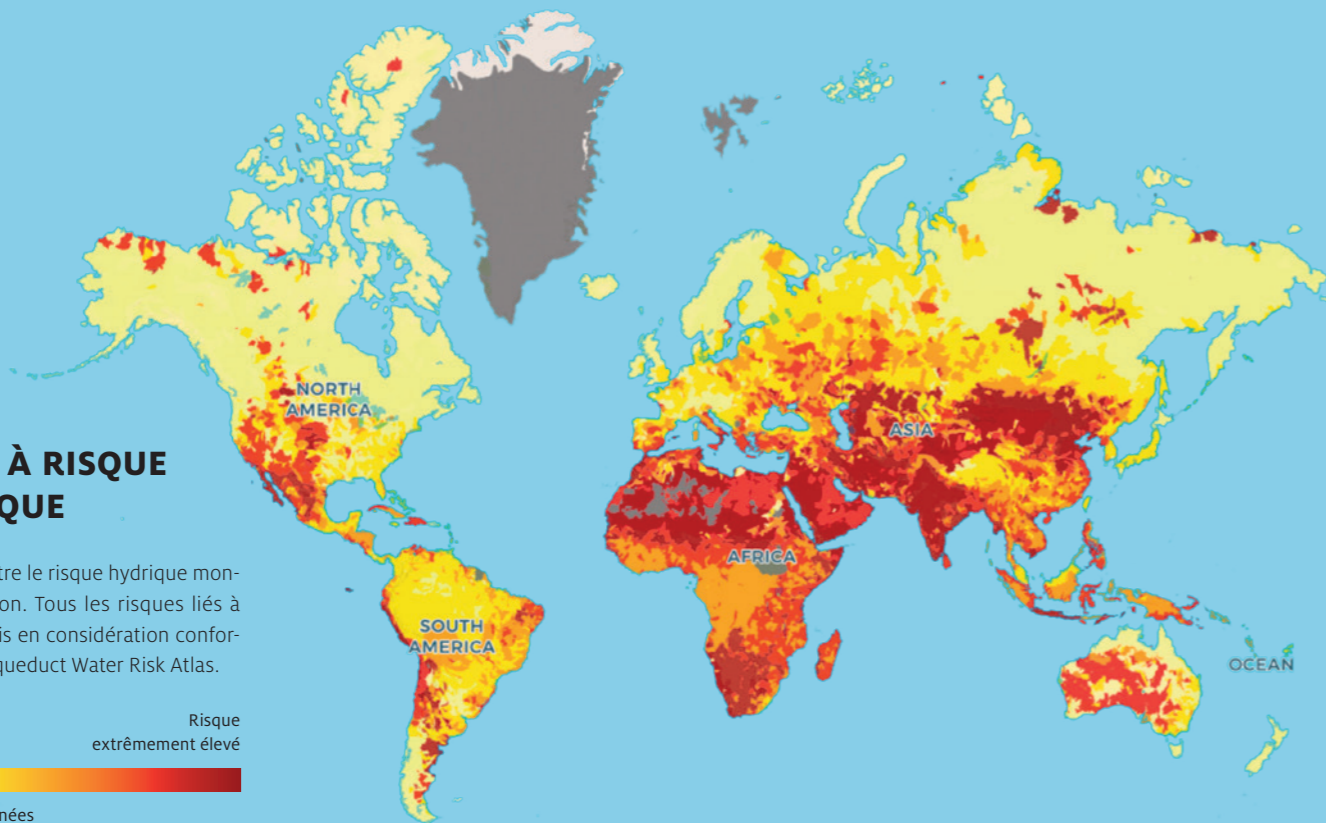 NORTH
AMERICA
À RISQUE
QUE
tre le risque hydrique mon-
on. Tous les risques liés à
is en considération confor-
queduct Water Risk Atlas.
Risque
extrêmement élevé
nées
SOUTH
AMERICA
AFRICA
ASIA
OCEAN